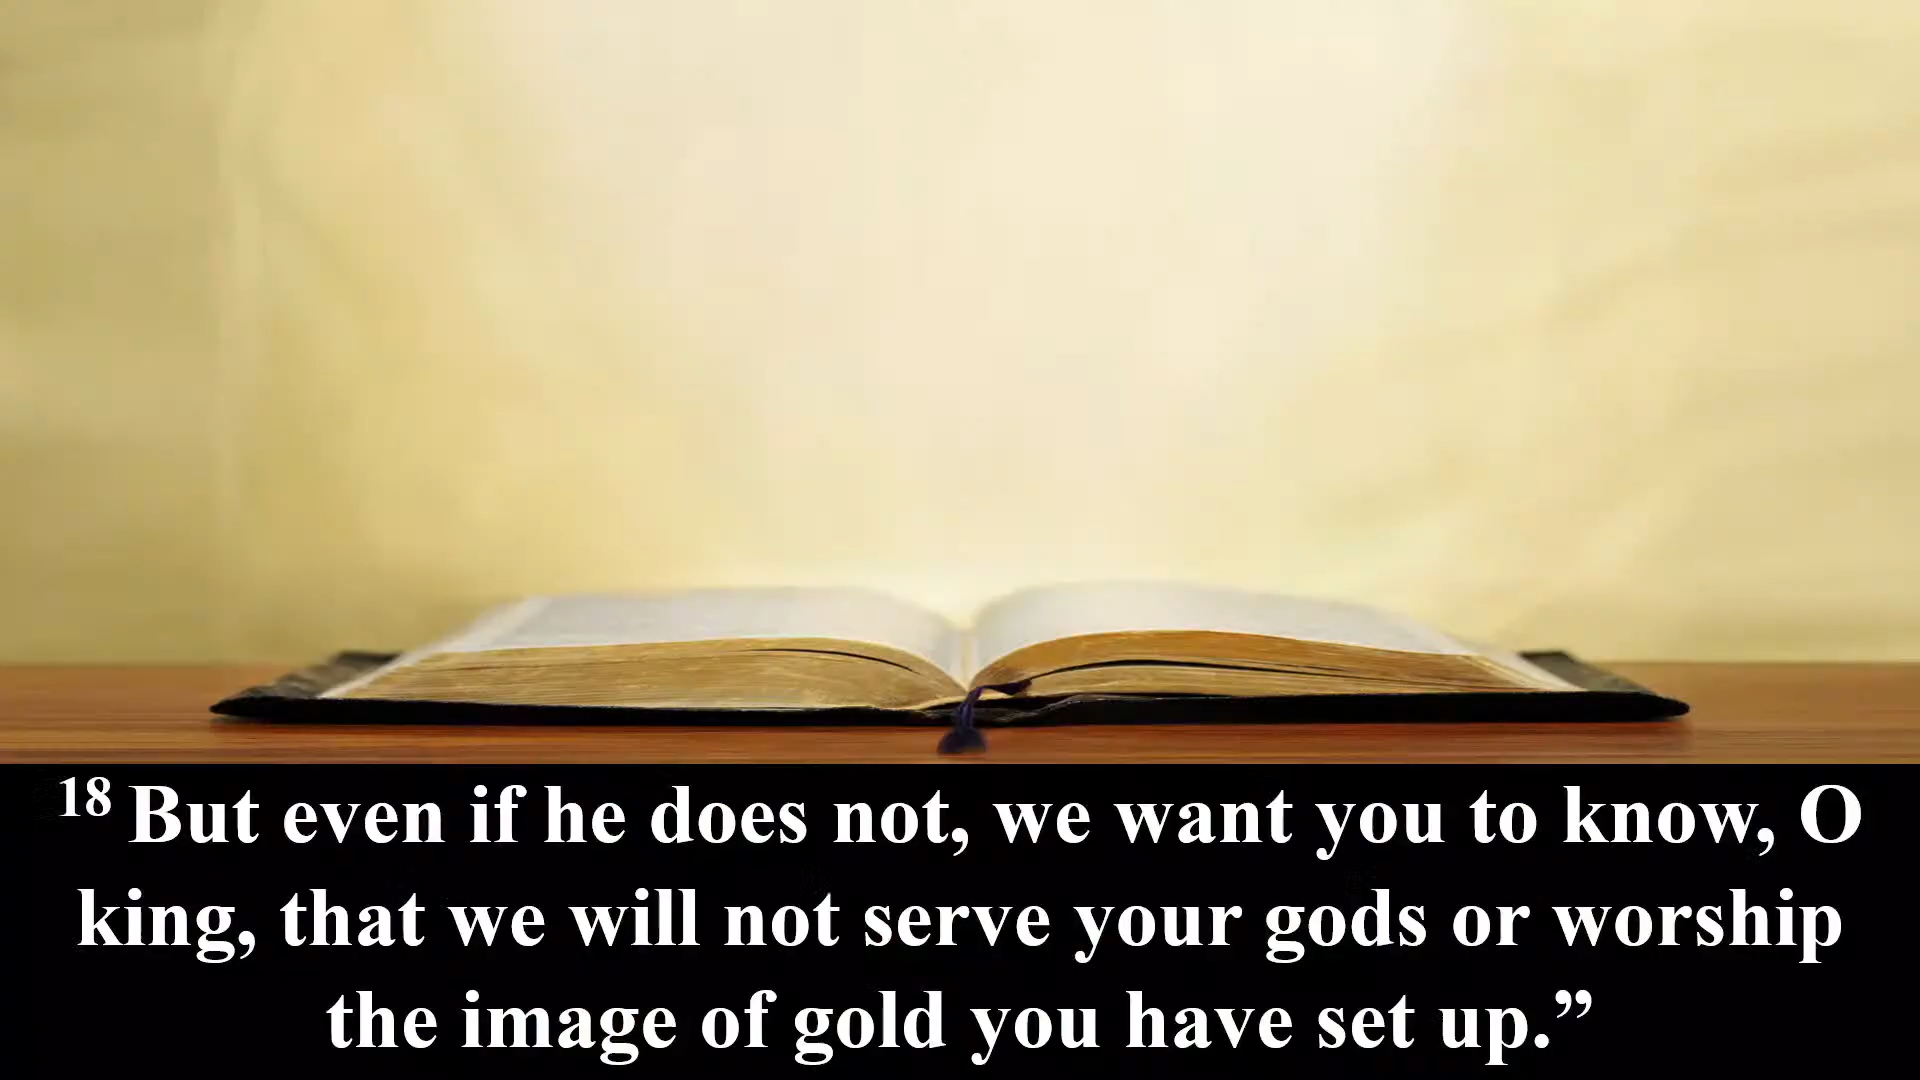 18 But even if he does not, we want you to know, O
king, that we will not serve your gods or worship
the image of gold you have set up.”